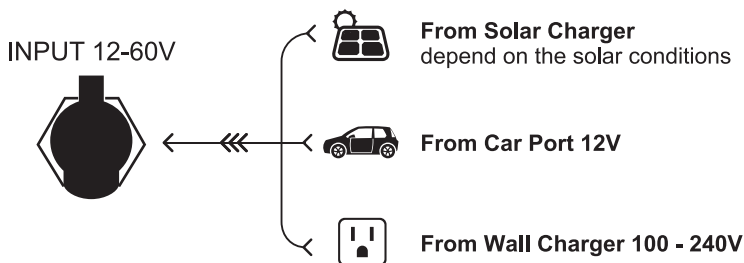 INPUT 12-60V
From Solar Charger
depend on the solar conditions
From Car Port 12V
From Wall Charger 100 - 240V